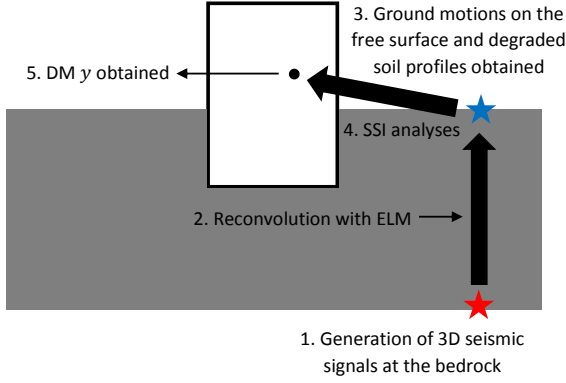 3. Ground motions on the
free surface and degraded
soil profiles obtained
5. DM y obtained
4. SSI analyses
2. Reconvolution with ELM
1. Generation of 3D seismic
signals at the bedrock